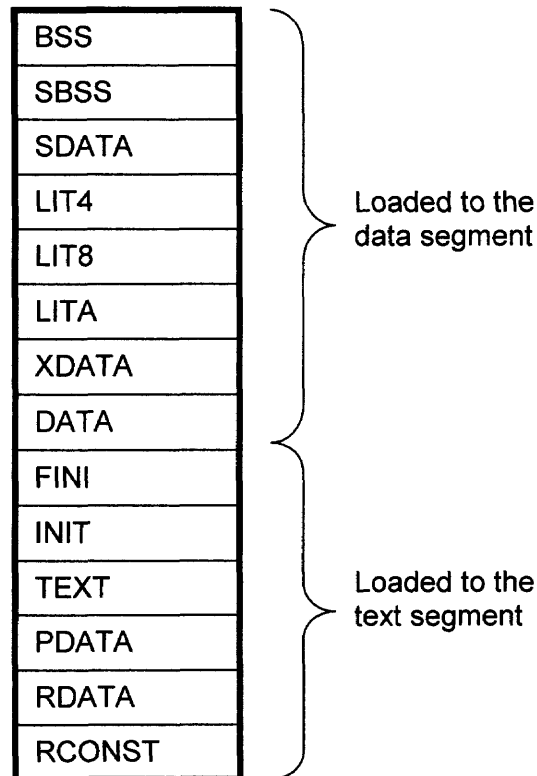 BSS
SBSS
SDATA
LIT4
LIT8
LITA
XDATA
DATA
FINI
INIT
TEXT
PDATA
RDATA
RCONST
Loaded to the
data segment
Loaded to the
text segment